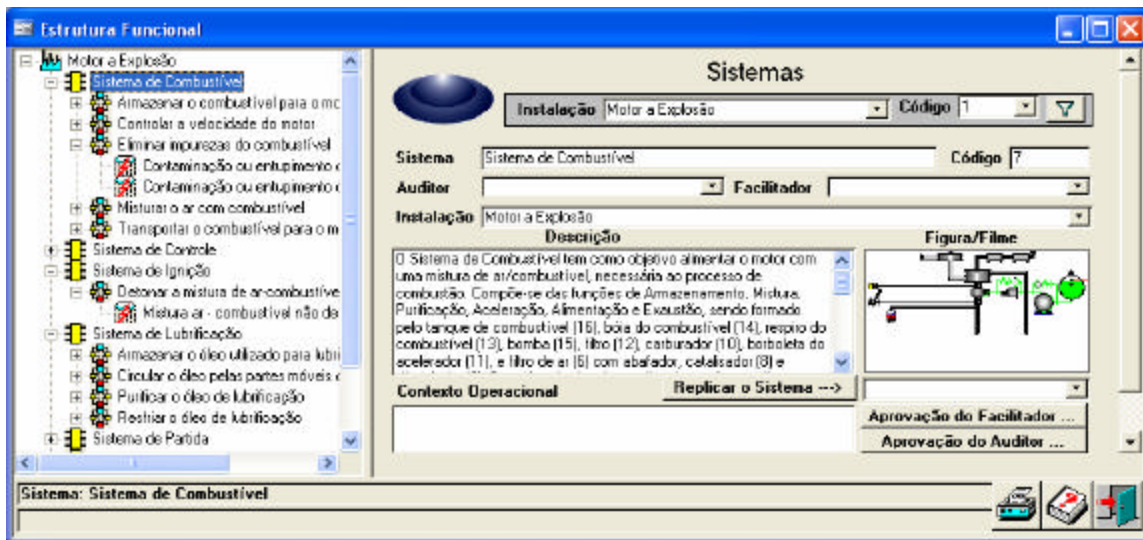 Estrutura Funcional
Motor a Explosão
Sistema de Combustível
Armazenar o combustível para o mc
Controlar a velocidade do motor
Eliminar impurezas do combustível
Contaminação ou entupimento c
Contaminação ou entupimento c
Misturar o ar com combustível
Transportar o combustível para o m
Sistema de Controle
Sistema de Ignição
Detonar a mistura de ar-combustíve
Mistura ar - combustível não de
Sistema de Lubrificação
Armazenar o óleo utilizado para lubri
Circular o óleo pelas partes móveis c
Purificar o óleo de lubrificação
Resfriar o óleo de lubrificação
Sistema de Partida
Sistemas
Instalação Motor a Explosão Código 1
Sistema Sistema de Combustível Código 7
Auditor Facilitador
Instalação Motor a Explosão
Descrição Figura/Filme
O Sistema de Combustível tem como objetivo alimentar o motor com
uma mistura de ar/combustível, necessária ao processo de
combustão. Compõe-se das funções de Armazenamento, Mistura,
Purificação, Aceleração, Alimentação e Exaustão, sendo formado
pelo tanque de combustível (16), bóia do combustível (14), respiro do
combustível (13), bomba (15), filtro (12), carburador (10), borboleta do
acelerador (11), e filtro de ar (6) com abafador, catalisador (8) e
Contexto Operacional Replicar o Sistema --->
Aprovação do Facilitador ...
Aprovação do Auditor ...
Sistema: Sistema de Combustível